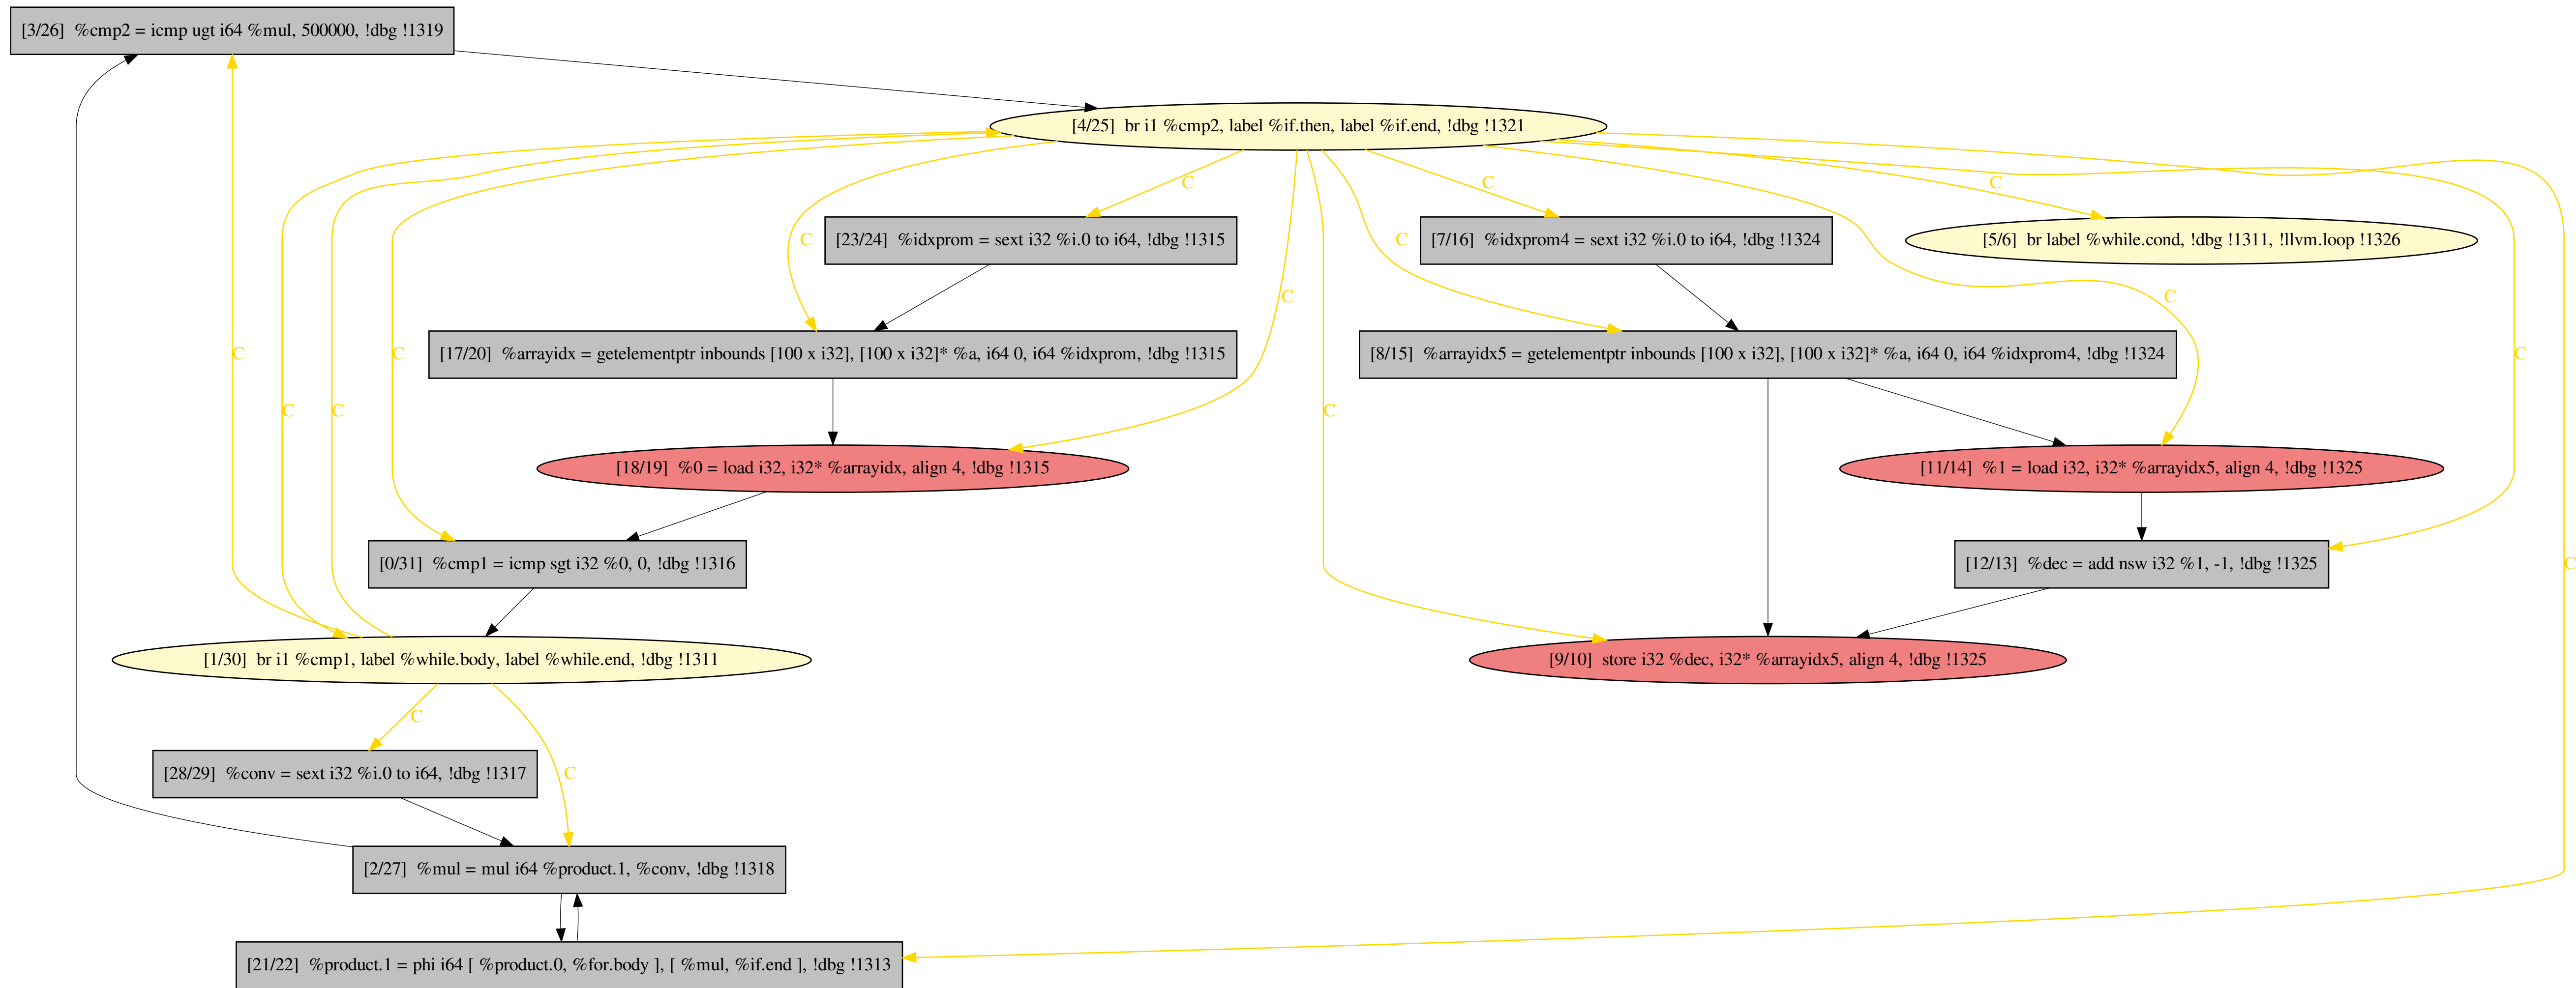 [3/26] %cmp2 = icmp ugt i64 %mul, 500000, !dbg !1319
[4/25] br i1 %cmp2, label %if.then, label %if.end, !dbg !1321
C
C
C
[23/24] %idxprom = sext i32 %i.0 to i64, !dbg !1315
[7/16] %idxprom4 = sext i32 %i.0 to i64, !dbg !1324
[5/6] br label %while.cond, !dbg !1311, !llvm.loop !1326
C
C
C
C
[17/20] %arrayidx = getelementptr inbounds [100 x i32], [100 x i32]* %a, i64 0, i64 %idxprom, !dbg !1315
[8/15] %arrayidx5 = getelementptr inbounds [100 x i32], [100 x i32]* %a, i64 0, i64 %idxprom4, !dbg !1324
C
C
C
C
C
C
[18/19] %0 = load i32, i32* %arrayidx, align 4, !dbg !1315
[11/14] %1 = load i32, i32* %arrayidx5, align 4, !dbg !1325
[0/31] %cmp1 = icmp sgt i32 %0, 0, !dbg !1316
[12/13] %dec = add nsw i32 %1, -1, !dbg !1325
C
[1/30] br i1 %cmp1, label %while.body, label %while.end, !dbg !1311
[9/10] store i32 %dec, i32* %arrayidx5, align 4, !dbg !1325
C
[28/29] %conv = sext i32 %i.0 to i64, !dbg !1317
C
[2/27] %mul = mul i64 %product.1, %conv, !dbg !1318
[21/22] %product.1 = phi i64 [ %product.0, %for.body ], [ %mul, %if.end ], !dbg !1313